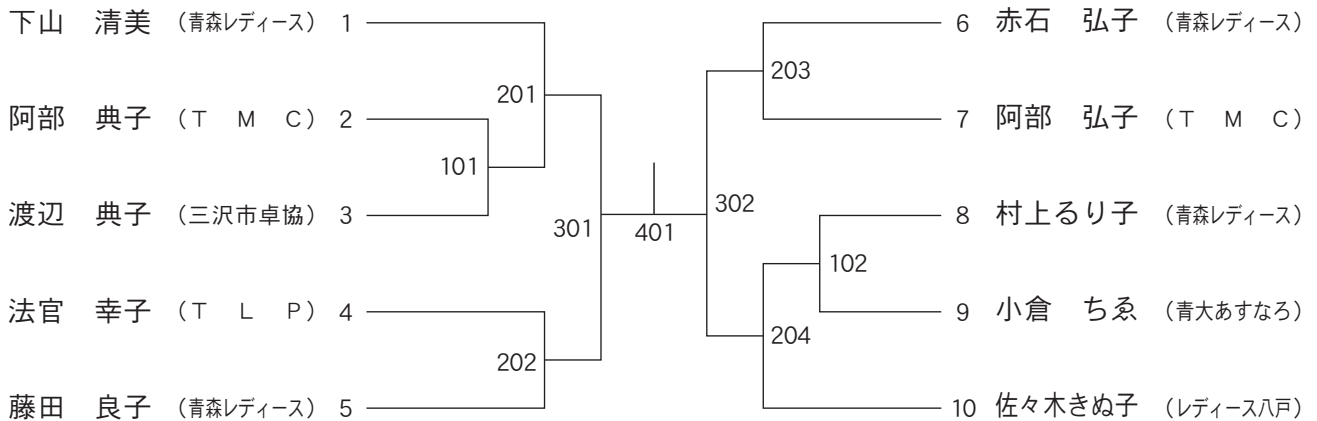 下山　清美 （青森レディース） 1
阿部　典子 （Ｔ　Ｍ　Ｃ） 2
渡辺　典子 （三沢市卓協） 3
法官　幸子 （Ｔ　Ｌ　Ｐ） 4
藤田　良子 （青森レディース） 5
101
201
202
301
401
302
203
102
204
6 赤石　弘子 （青森レディース）
7 阿部　弘子 （Ｔ　Ｍ　Ｃ）
8 村上るり子 （青森レディース）
9 小倉　ちゑ （青大あすなろ）
10 佐々木きぬ子 （レディース八戸）